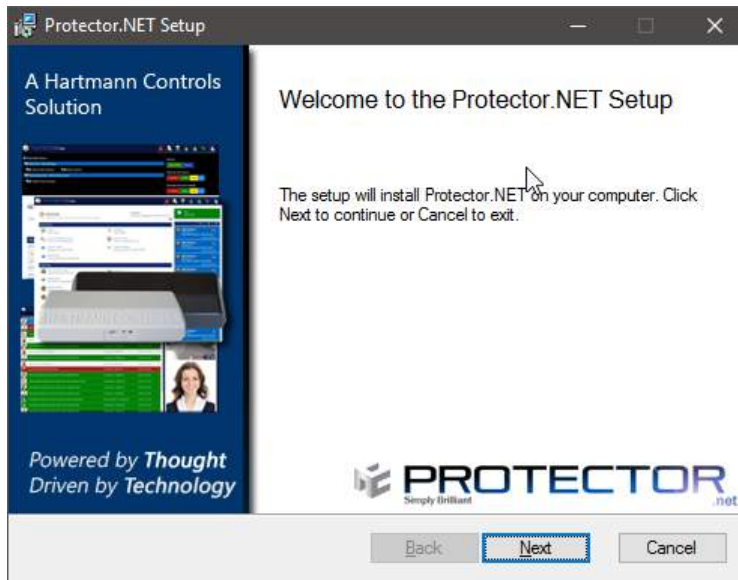 Protector.NET Setup
A Hartmann Controls
Solution
Welcome to the Protector.NET Setup
The setup will install Protector.NET on your computer. Click
Next to continue or Cancel to exit.
Powered by Thought
Driven by Technology
PROTECTOR
Simply Brilliant
.net
Back
Next
Cancel